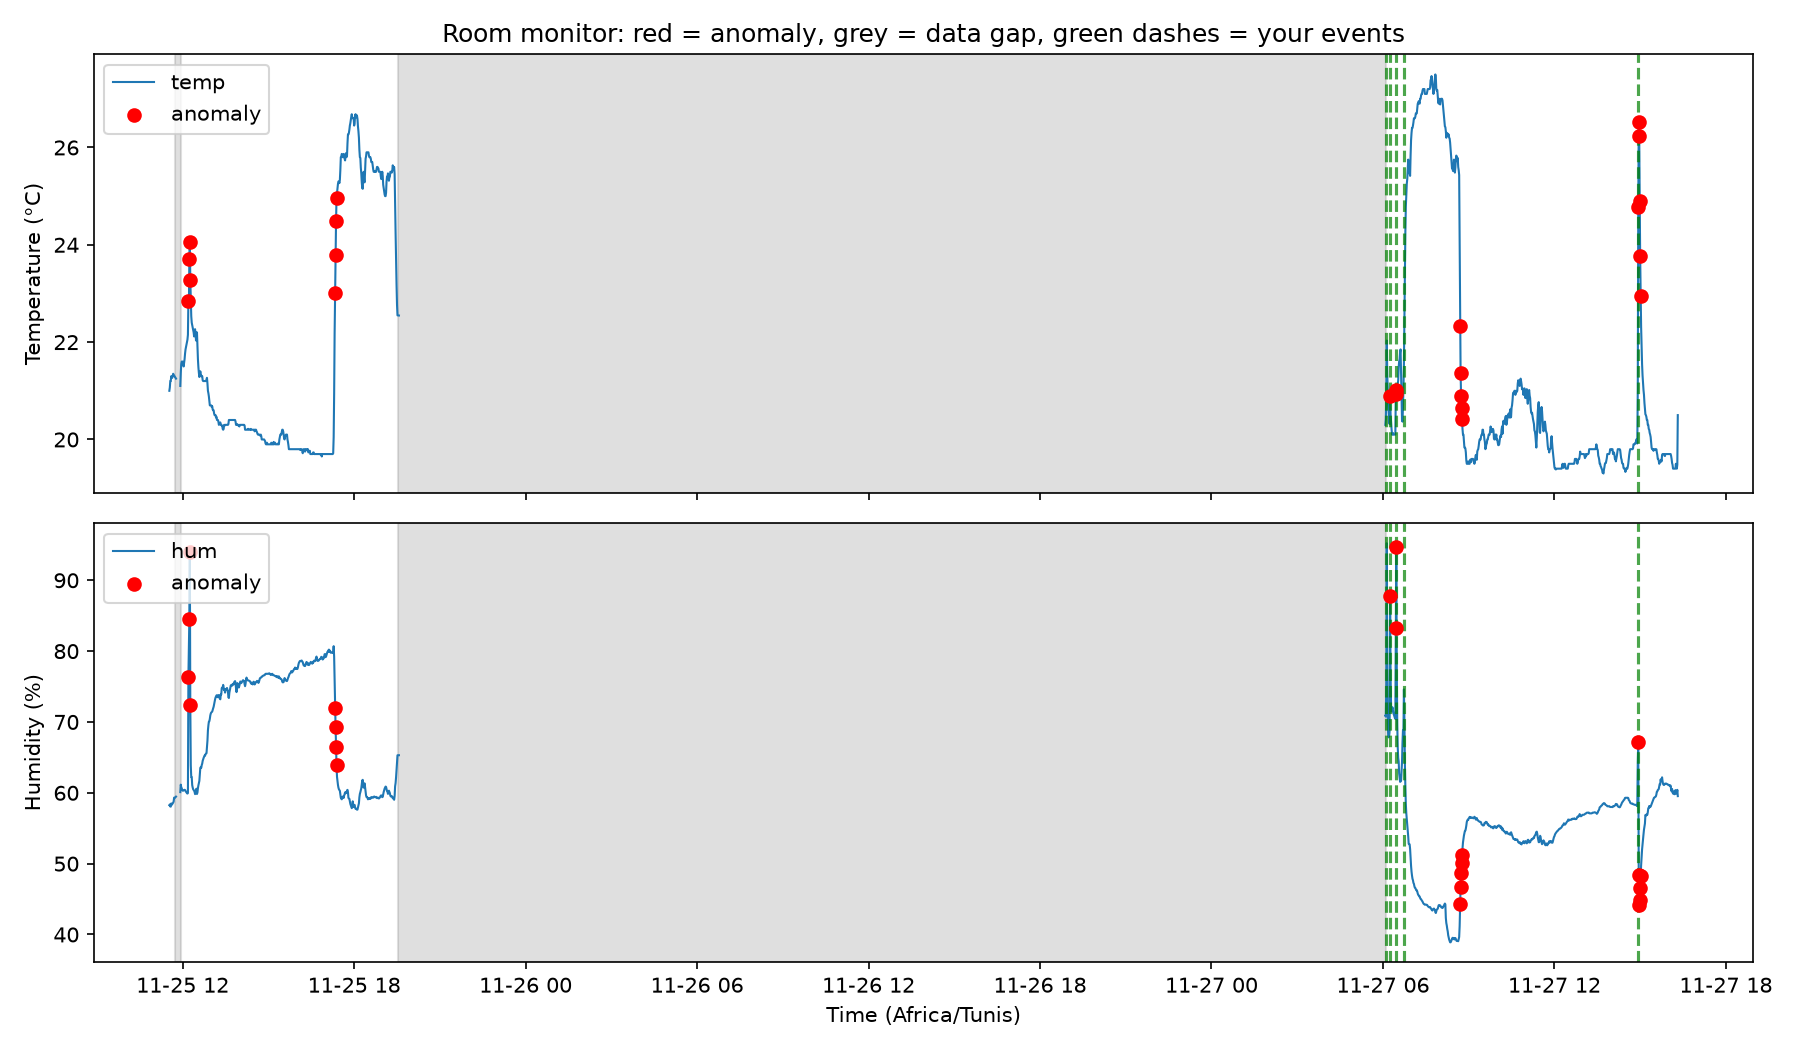 Room monitor: red = anomaly, grey = data gap, green dashes = your events
temp
anomaly
26
24
22
20
Temperature (°C)
hum
anomaly
90
80
70
60
50
40
Humidity (%)
11-25 12 11-25 18 11-26 00 11-26 06 11-26 12 11-26 18 11-27 00 11-27 06 11-27 12 11-27 18
Time (Africa/Tunis)